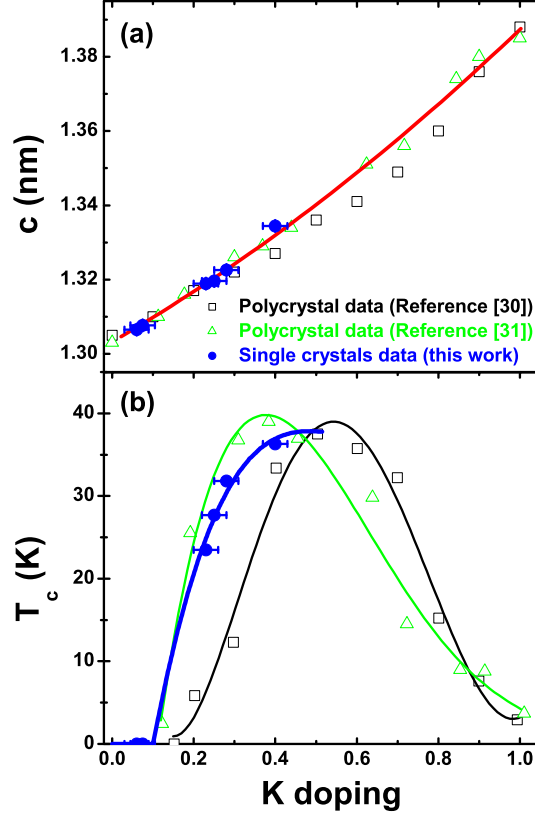 (a)
1.38
1.36
1.34
1.32
1.30
c (nm)
Polycrystal data (Reference [30])
Polycrystal data (Reference [31])
Single crystals data (this work)
(b)
40
30
20
10
0
T_c (K)
0.0 0.2 0.4 0.6 0.8 1.0
K doping